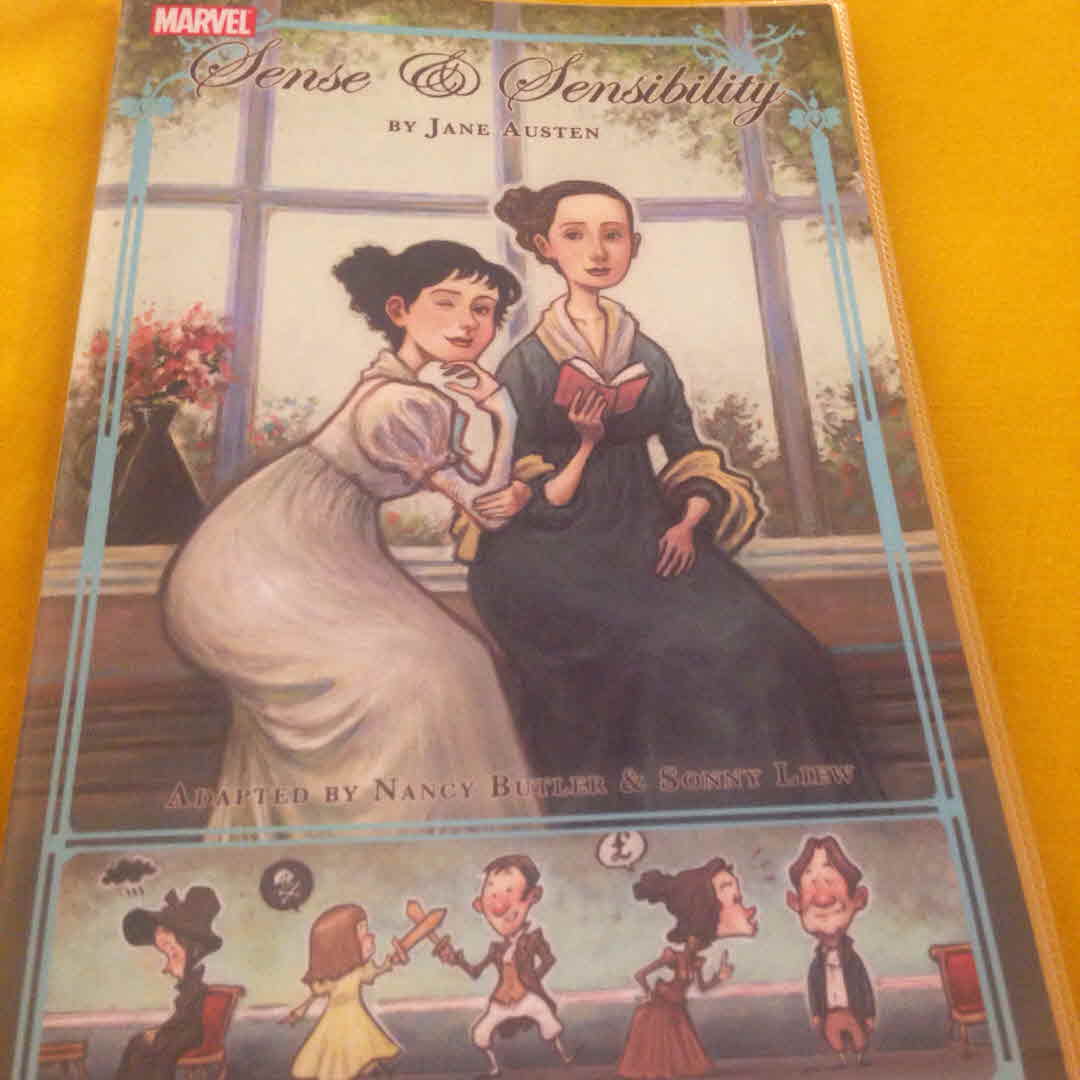 MARVEL
Sense & Sensibility
BY JANE AUSTEN
ADAPTED BY NANCY BUTLER & SONNY LIEW
£